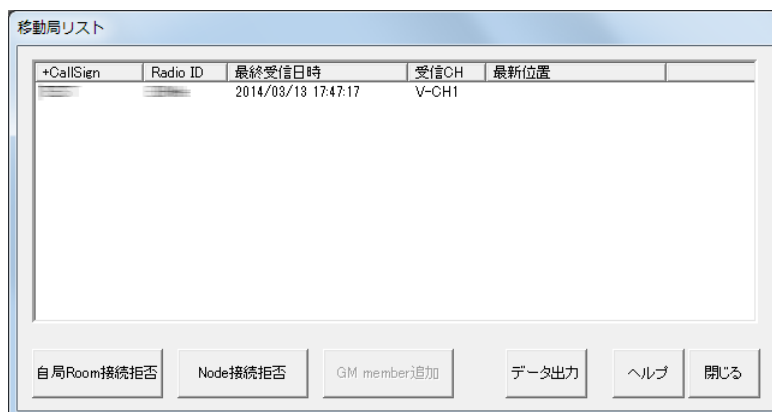 移動局リスト
+CallSign Radio ID 最終受信日時 受信CH 最新位置
2014/03/13 17:47:17 V-CH1
自局Room接続拒否 Node接続拒否 GM member追加 データ出力 ヘルプ 閉じる